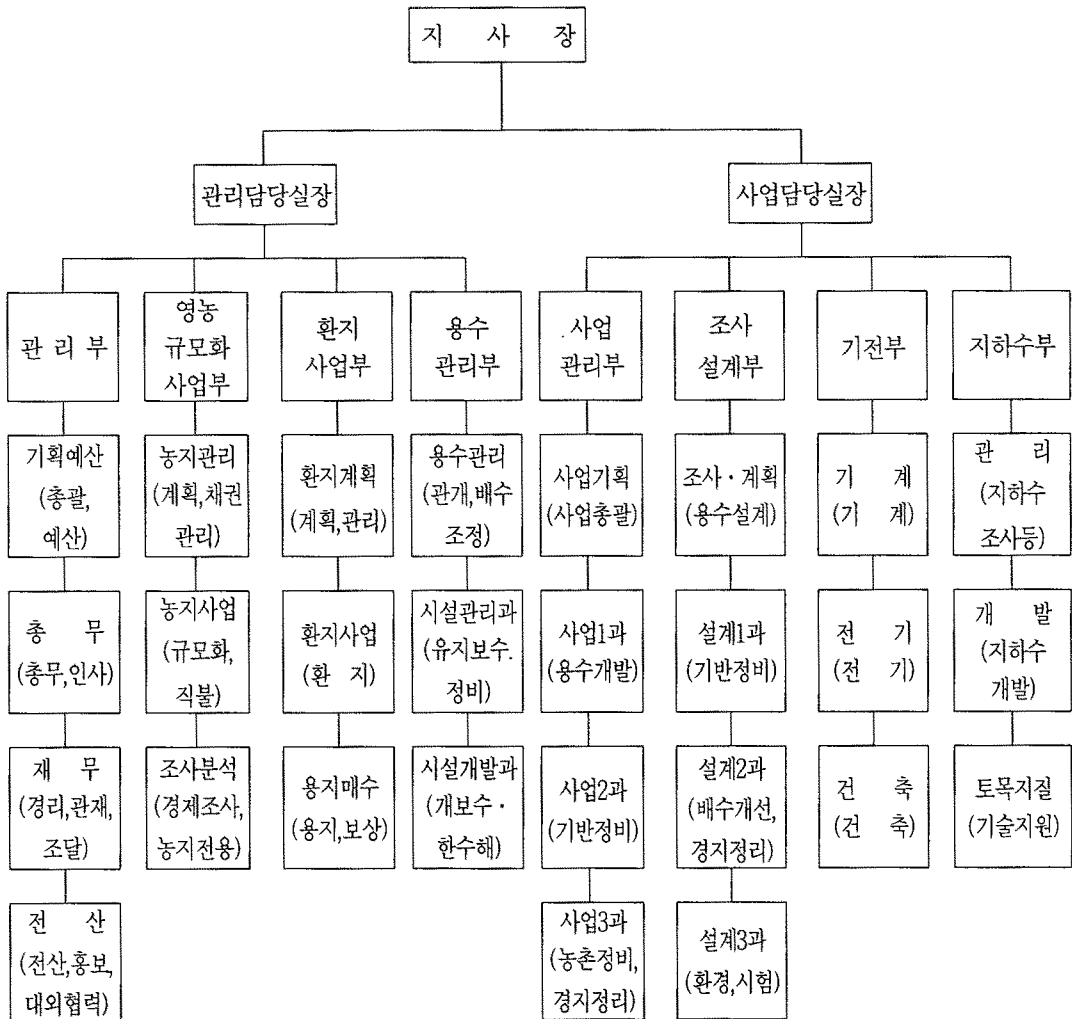 지 사 장
관리담당실장
사업담당실장
관 리 부
영농
규모화
사업부
환지
사업부
용수
관리부
사업
관리부
조사
설계부
기전부
지하수부
기획예산
(총괄,
예산)
농지관리
(계획,채권
관리)
환지계획
(계획,관리)
용수관리
(관개,배수
조정)
사업기획
(사업총괄)
조사·계획
(용수설계)
기 계
(기 계)
관 리
(지하수
조사등)
총 무
(총무,인사)
농지사업
(규모화,
직불)
환지사업
(환 지)
시설관리과
(유지보수.
정비)
사업1과
(용수개발)
설계1과
(기반정비)
전 기
(전 기)
개 발
(지하수
개발)
재 무
(경리,관재,
조달)
조사분석
(경제조사,
농지전용)
용지매수
(용지,보상)
시설개발과
(개보수·
한수해)
사업2과
(기반정비)
설계2과
(배수개선,
경지정리)
건 축
(건 축)
토목지질
(기술지원)
전 산
(전산,홍보,
대외협력)
사업3과
(농촌정비,
경지정리)
설계3과
(환경,시험)